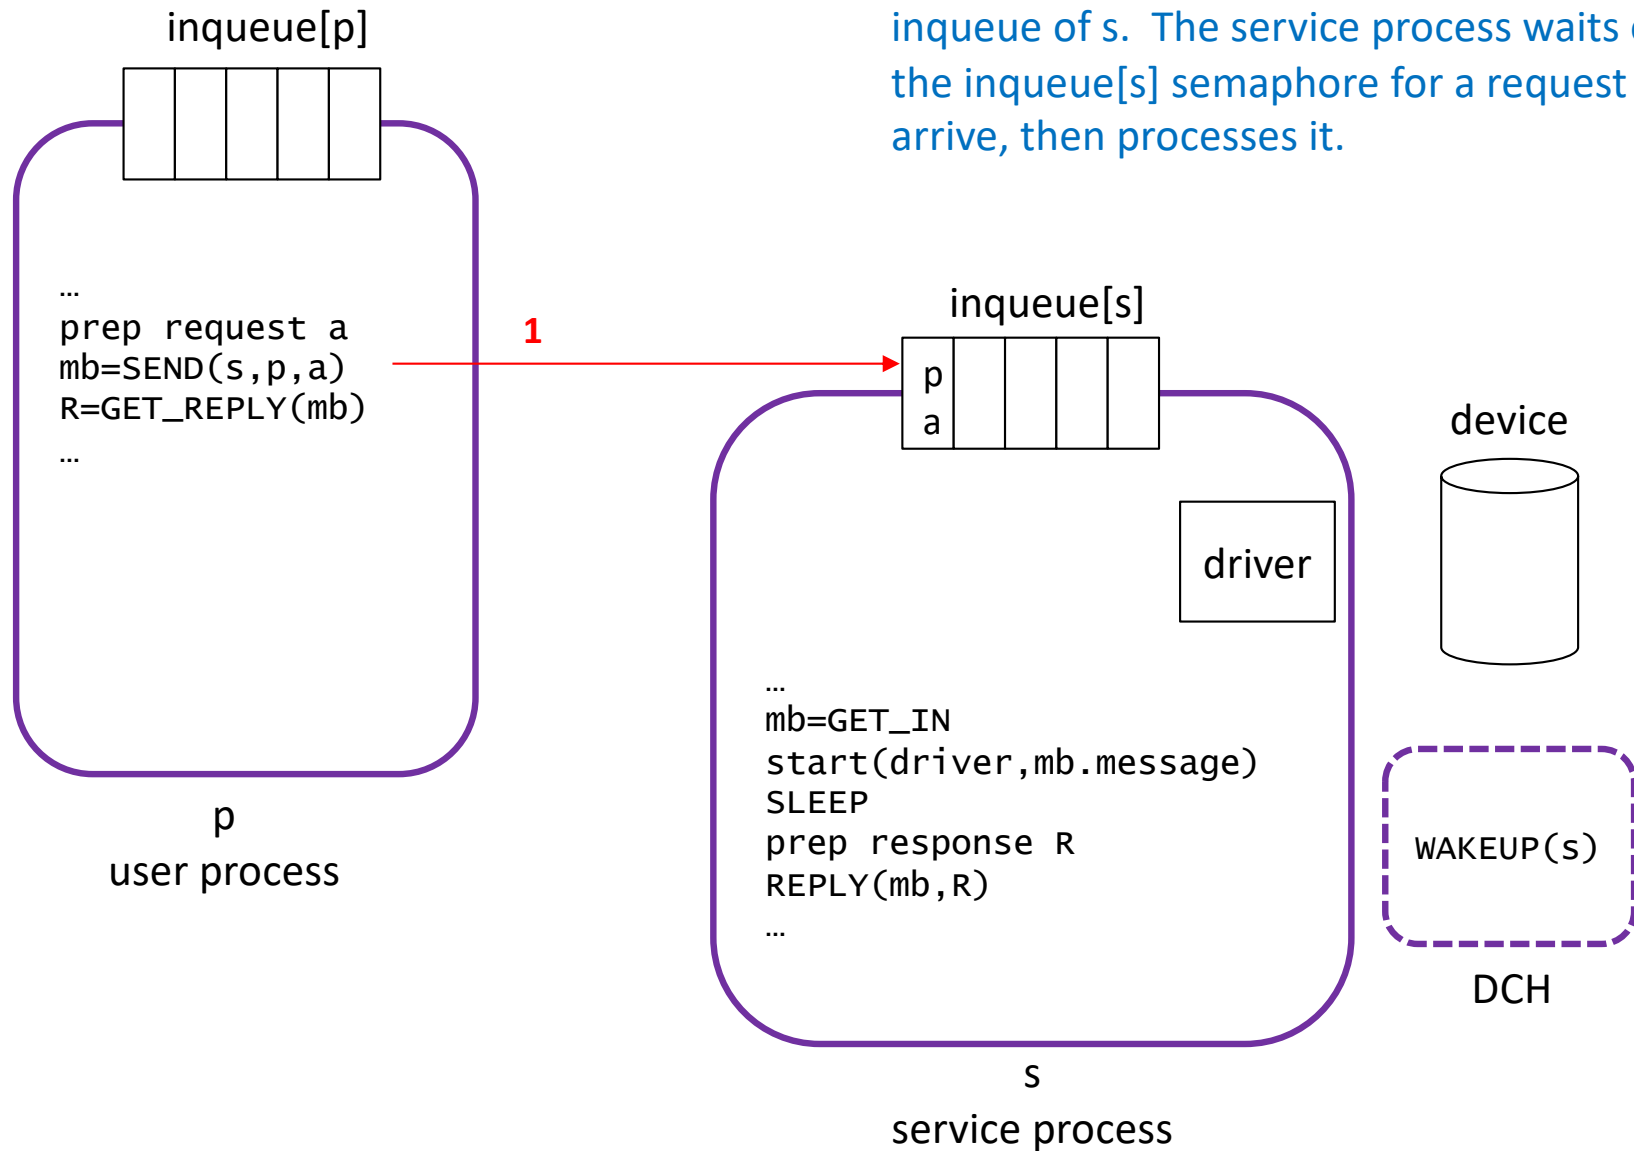 inqueue[p]
inqueue of s.  The service process waits
the inqueue[s] semaphore for a request
arrive, then processes it.
…
prep request a
mb=SEND(s,p,a)
R=GET_REPLY(mb)
…
1
inqueue[s]
p
a
device
driver
…
mb=GET_IN
start(driver,mb.message)
SLEEP
prep response R
REPLY(mb,R)
…
WAKEUP(s)
DCH
p
user process
s
service process